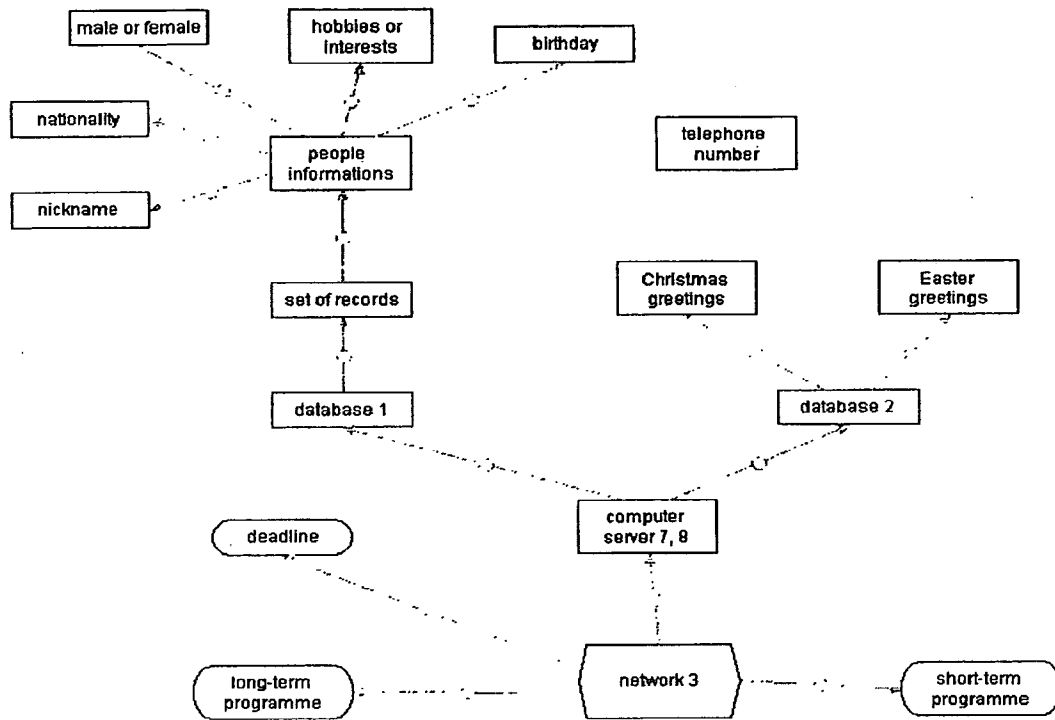 male or female
hobbies or
interests
birthday
nationality
telephone
number
people
informations
nickname
Christmas
greetings
Easter
greetings
set of records
database 1
database 2
computer
server 7, 8
deadline
long-term
programme
network 3
short-term
programme